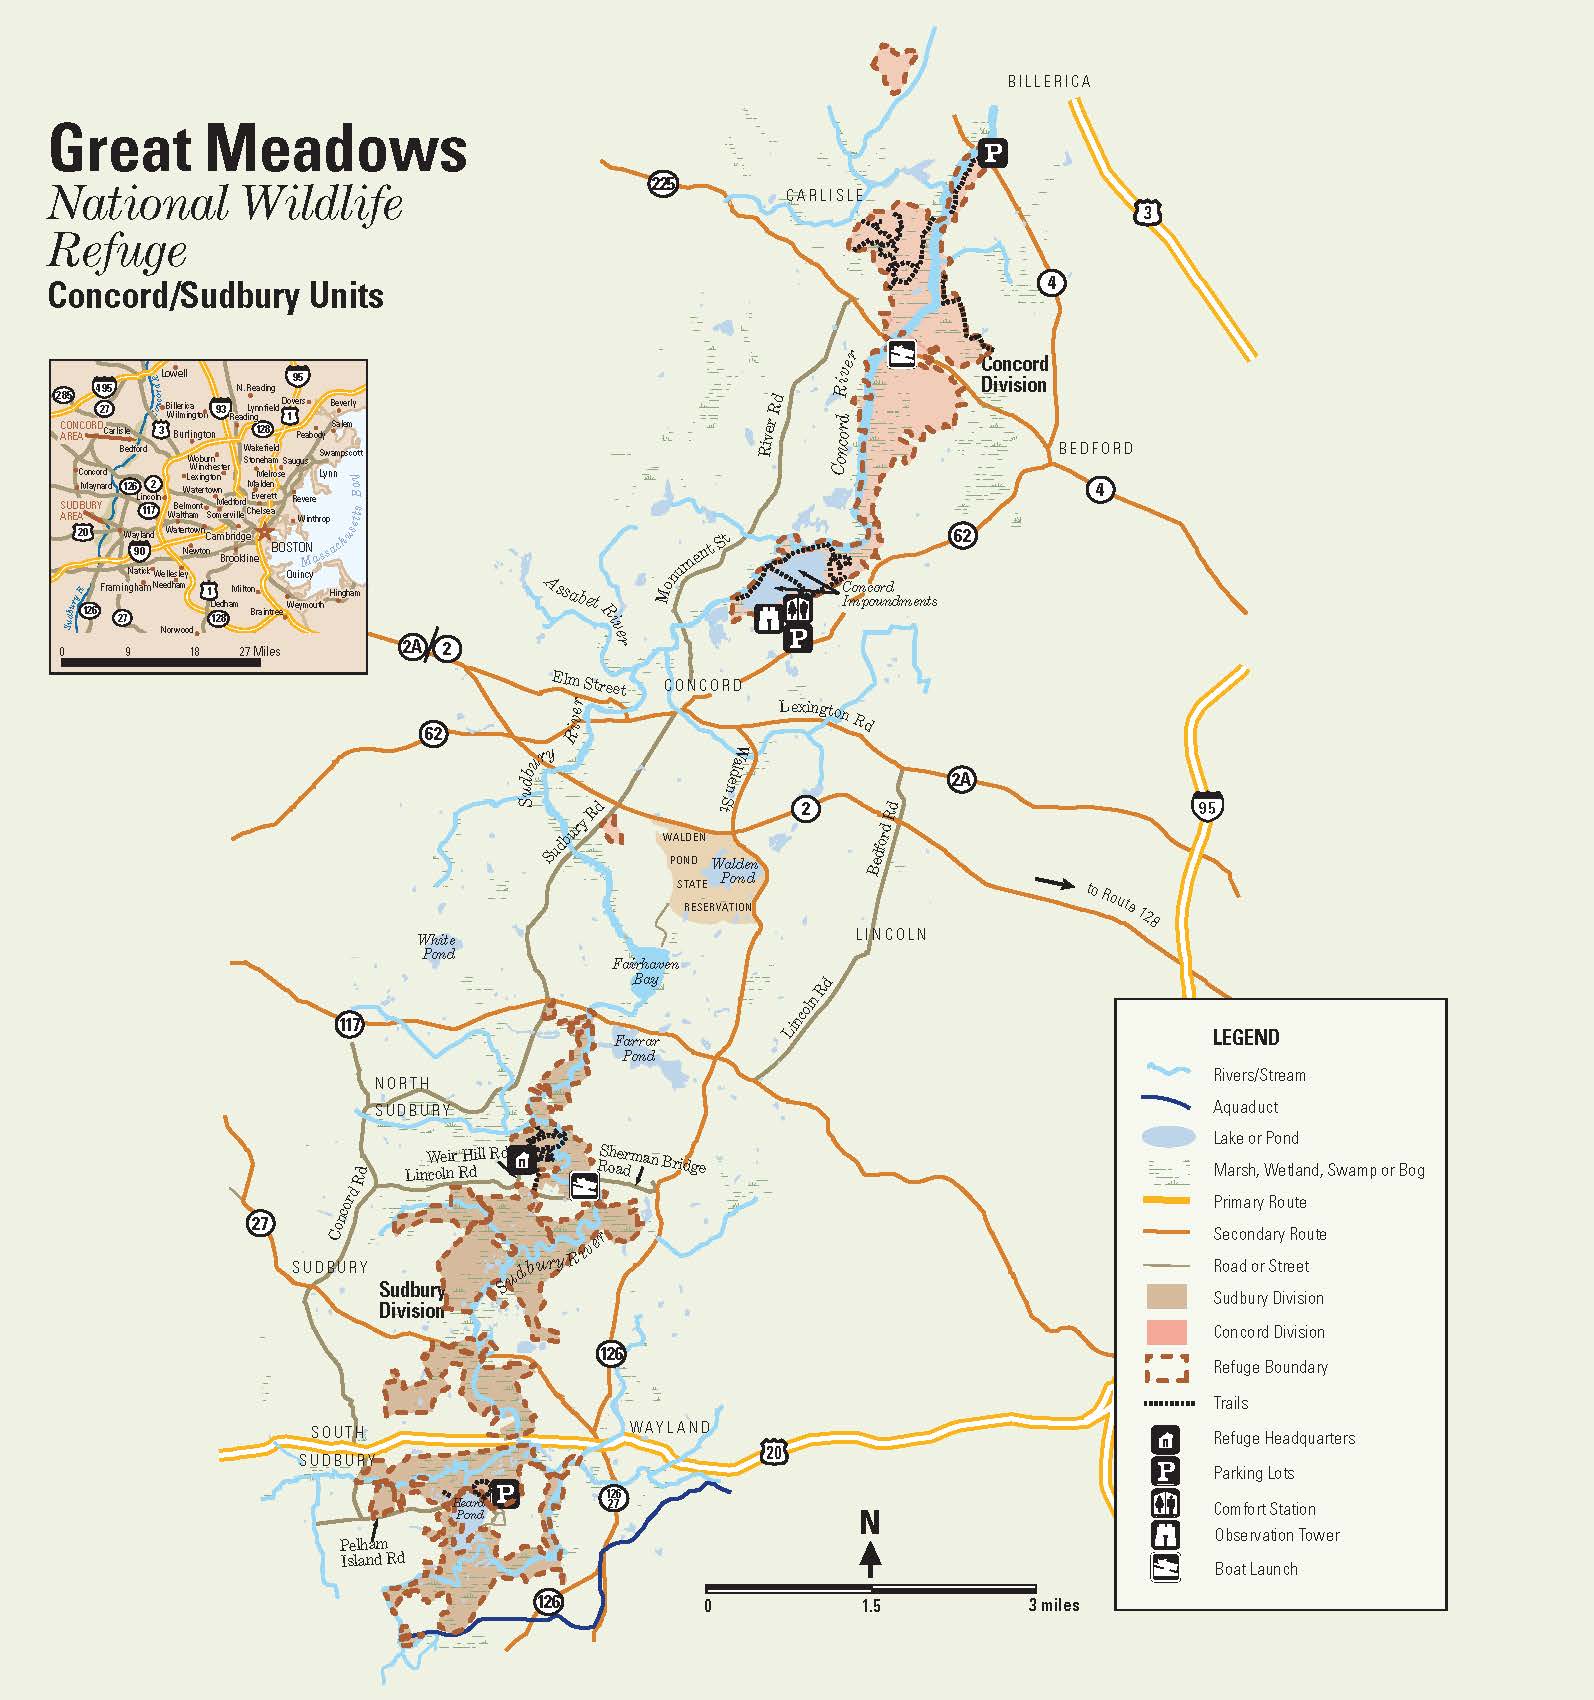 Great Meadows
National Wildlife
Refuge
Concord/Sudbury Units
BILLERICA
CARLISLE
225
P
3
4
Concord
Division
Concord River
River Rd
BEDFORD
4
62
Monument St
Concord
Impoundments
P
Assabet River
2A/2
Elm Street
CONCORD
Lexington Rd
62
Sudbury River
Walden St
2A
2
95
Sudbury Rd
Bedford Rd
WALDEN
POND
STATE
RESERVATION
Walden
Pond
to Route 128
LINCOLN
White
Pond
Fairhaven
Bay
Lincoln Rd
117
Farrar
Pond
NORTH
SUDBURY
Weir Hill Rd
Lincoln Rd
Sherman Bridge
Road
Concord Rd
27
Sudbury River
SUDBURY
Sudbury
Division
126
SOUTH
SUDBURY
WAYLAND
20
Heard
Pond
P
126
27
Pelham
Island Rd
126
N
0 1.5 3 miles
Lowell
495
95
285
27
N. Reading
Billerica
Wilmington
93
Lynnfield
Dovers
Beverly
1
Reading
CONCORD
AREA
Carlisle
3
Burlington
128
Peabody
Salem
Bedford
Wakefield
Swampscott
Woburn
Stoneham
Saugus
Winchester
Concord
Lexington
Melrose
Lynn
Maynard
126
2
Watertown
Malden
Lincoln
Everett
Revere
SUDBURY
AREA
117
Belmont
Medford
Waltham
Somerville
Chelsea
Winthrop
20
Wayland
Watertown
Cambridge
90
Newton
BOSTON
Brookline
Massachusetts Bay
Natick
Wellesley
Quincy
Framingham
Needham
1
Milton
Hingham
Sudbury R.
126
27
Dedham
Weymouth
128
Braintree
Norwood
0 9 18 27 Miles
LEGEND
Rivers/Stream
Aquaduct
Lake or Pond
Marsh, Wetland, Swamp or Bog
Primary Route
Secondary Route
Road or Street
Sudbury Division
Concord Division
Refuge Boundary
Trails
Refuge Headquarters
P Parking Lots
Comfort Station
Observation Tower
Boat Launch